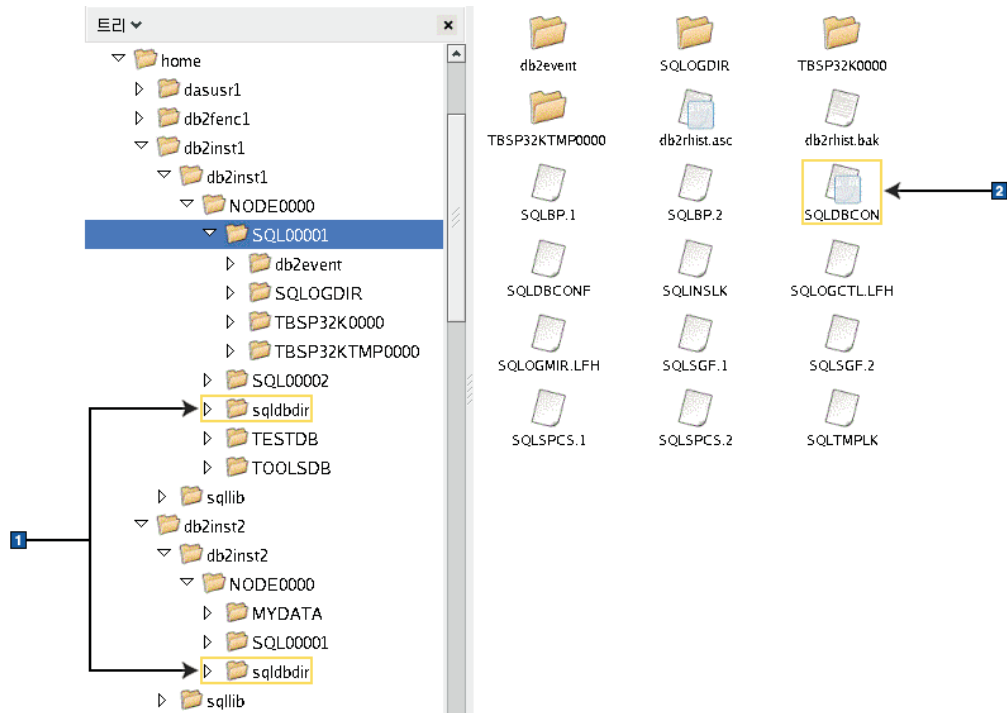 트리
home
dasusr1
db2fenc1
db2inst1
db2inst1
NODE0000
SQL00001
db2event
SQLOGDIR
TBSP32K0000
TBSP32KTMP0000
SQL00002
sqldbdir
TESTDB
TOOLSDB
sqllib
db2inst2
db2inst2
NODE0000
MYDATA
SQL00001
sqldbdir
sqllib
1
db2event SQLOGDIR TBSP32K0000
TBSP32KTMP0000 db2rhist.asc db2rhist.bak
SQLBP.1 SQLBP.2 SQLDBCON
2
SQLDBCONF SQLINSLK SQLOGCTL.LFH
SQLOGMIR.LFH SQLSGF.1 SQLSGF.2
SQLSPCS.1 SQLSPCS.2 SQLTMPLK